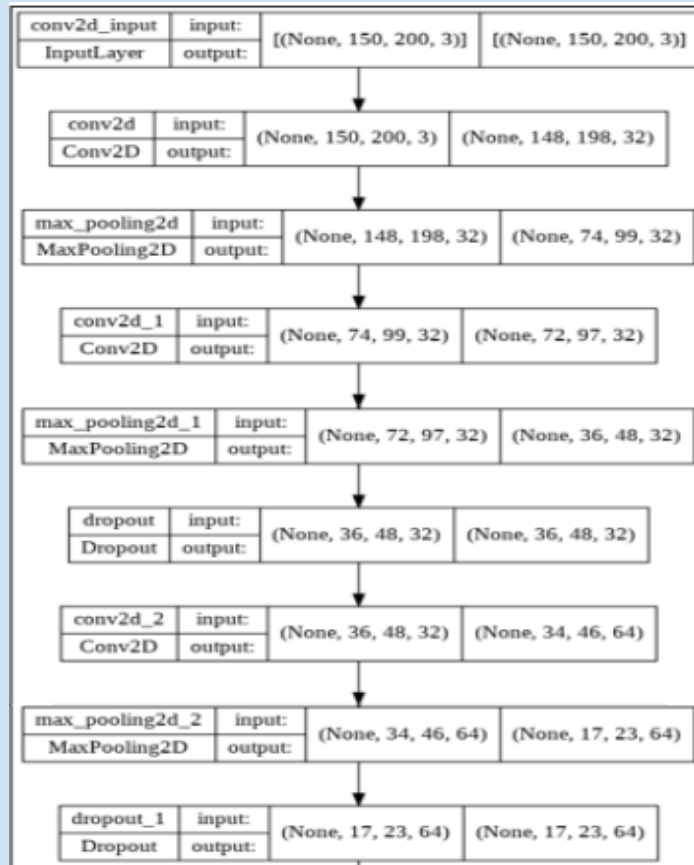 conv2d_input input: [(None, 150, 200, 3)] [(None, 150, 200, 3)]
InputLayer output:
conv2d input: (None, 150, 200, 3) (None, 148, 198, 32)
Conv2D output:
max_pooling2d input: (None, 148, 198, 32) (None, 74, 99, 32)
MaxPooling2D output:
conv2d_1 input: (None, 74, 99, 32) (None, 72, 97, 32)
Conv2D output:
max_pooling2d_1 input: (None, 72, 97, 32) (None, 36, 48, 32)
MaxPooling2D output:
dropout input: (None, 36, 48, 32) (None, 36, 48, 32)
Dropout output:
conv2d_2 input: (None, 36, 48, 32) (None, 34, 46, 64)
Conv2D output:
max_pooling2d_2 input: (None, 34, 46, 64) (None, 17, 23, 64)
MaxPooling2D output:
dropout_1 input: (None, 17, 23, 64) (None, 17, 23, 64)
Dropout output: